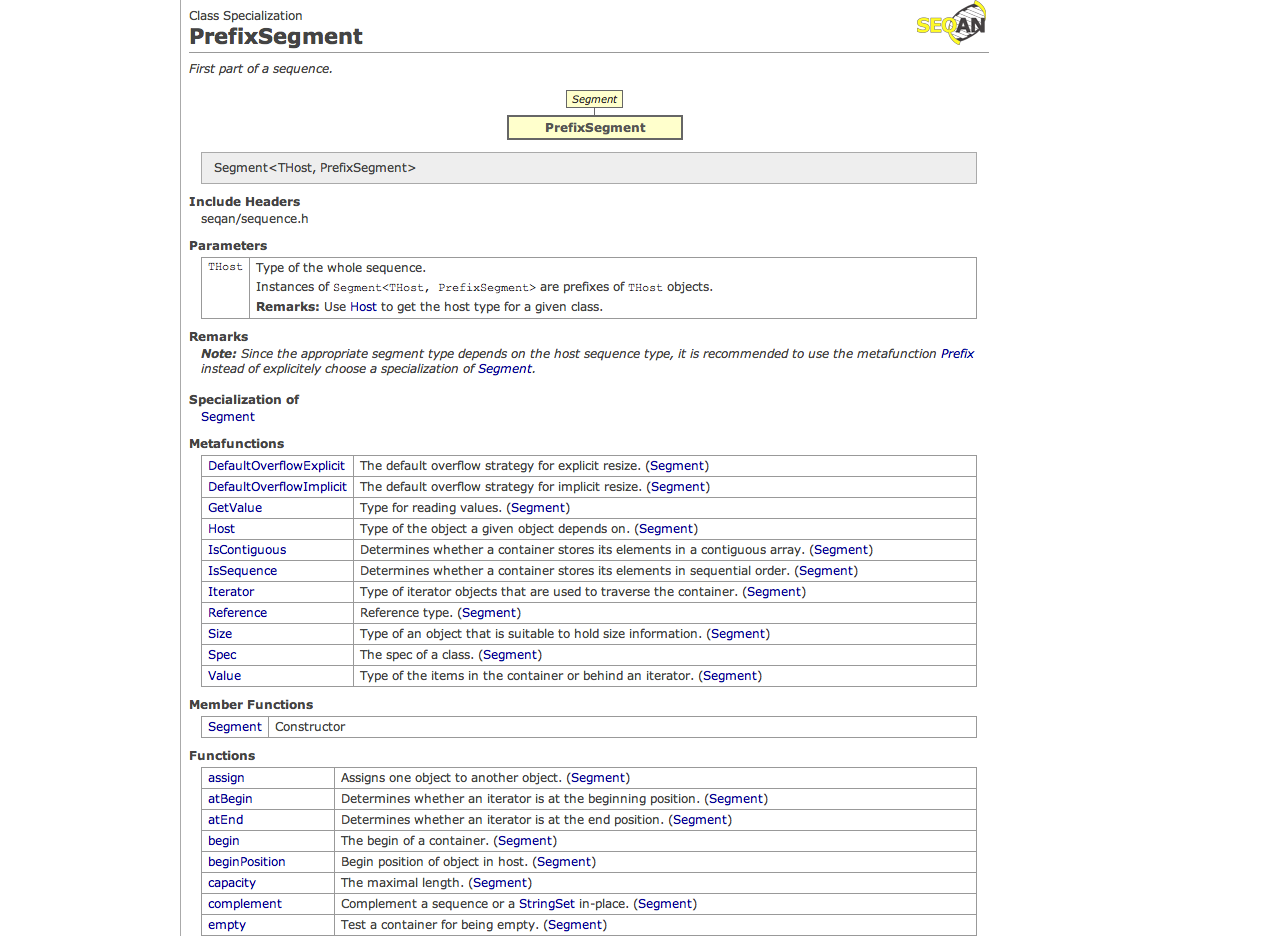 Class Specialization
PrefixSegment
SEQAN
First part of a sequence.
Segment
PrefixSegment
Segment<THost, PrefixSegment>
Include Headers
seqan/sequence.h
Parameters
THost Type of the whole sequence.
Instances of Segment<THost, PrefixSegment> are prefixes of THost objects.
Remarks: Use Host to get the host type for a given class.
Remarks
Note: Since the appropriate segment type depends on the host sequence type, it is recommended to use the metafunction Prefix
instead of explicitely choose a specialization of Segment.
Specialization of
Segment
Metafunctions
DefaultOverflowExplicit The default overflow strategy for explicit resize. (Segment)
DefaultOverflowImplicit The default overflow strategy for implicit resize. (Segment)
GetValue Type for reading values. (Segment)
Host Type of the object a given object depends on. (Segment)
IsContiguous Determines whether a container stores its elements in a contiguous array. (Segment)
IsSequence Determines whether a container stores its elements in sequential order. (Segment)
Iterator Type of iterator objects that are used to traverse the container. (Segment)
Reference Reference type. (Segment)
Size Type of an object that is suitable to hold size information. (Segment)
Spec The spec of a class. (Segment)
Value Type of the items in the container or behind an iterator. (Segment)
Member Functions
Segment Constructor
Functions
assign Assigns one object to another object. (Segment)
atBegin Determines whether an iterator is at the beginning position. (Segment)
atEnd Determines whether an iterator is at the end position. (Segment)
begin The begin of a container. (Segment)
beginPosition Begin position of object in host. (Segment)
capacity The maximal length. (Segment)
complement Complement a sequence or a StringSet in-place. (Segment)
empty Test a container for being empty. (Segment)